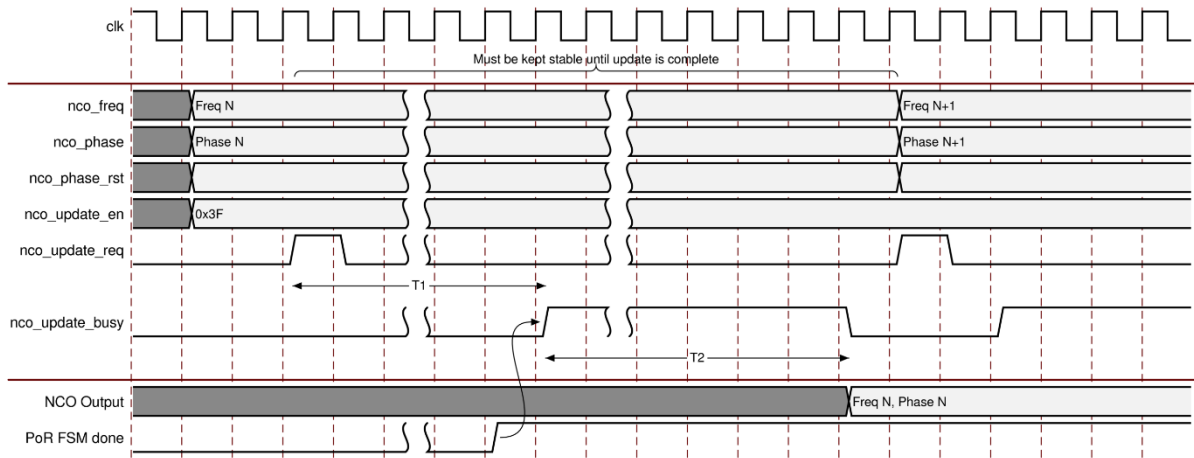 clk
Must be kept stable until update is complete
nco_freq Freq N Freq N+1
nco_phase Phase N Phase N+1
nco_phase_rst
nco_update_en 0x3F
nco_update_req
T1
nco_update_busy
T2
NCO Output Freq N, Phase N
PoR FSM done